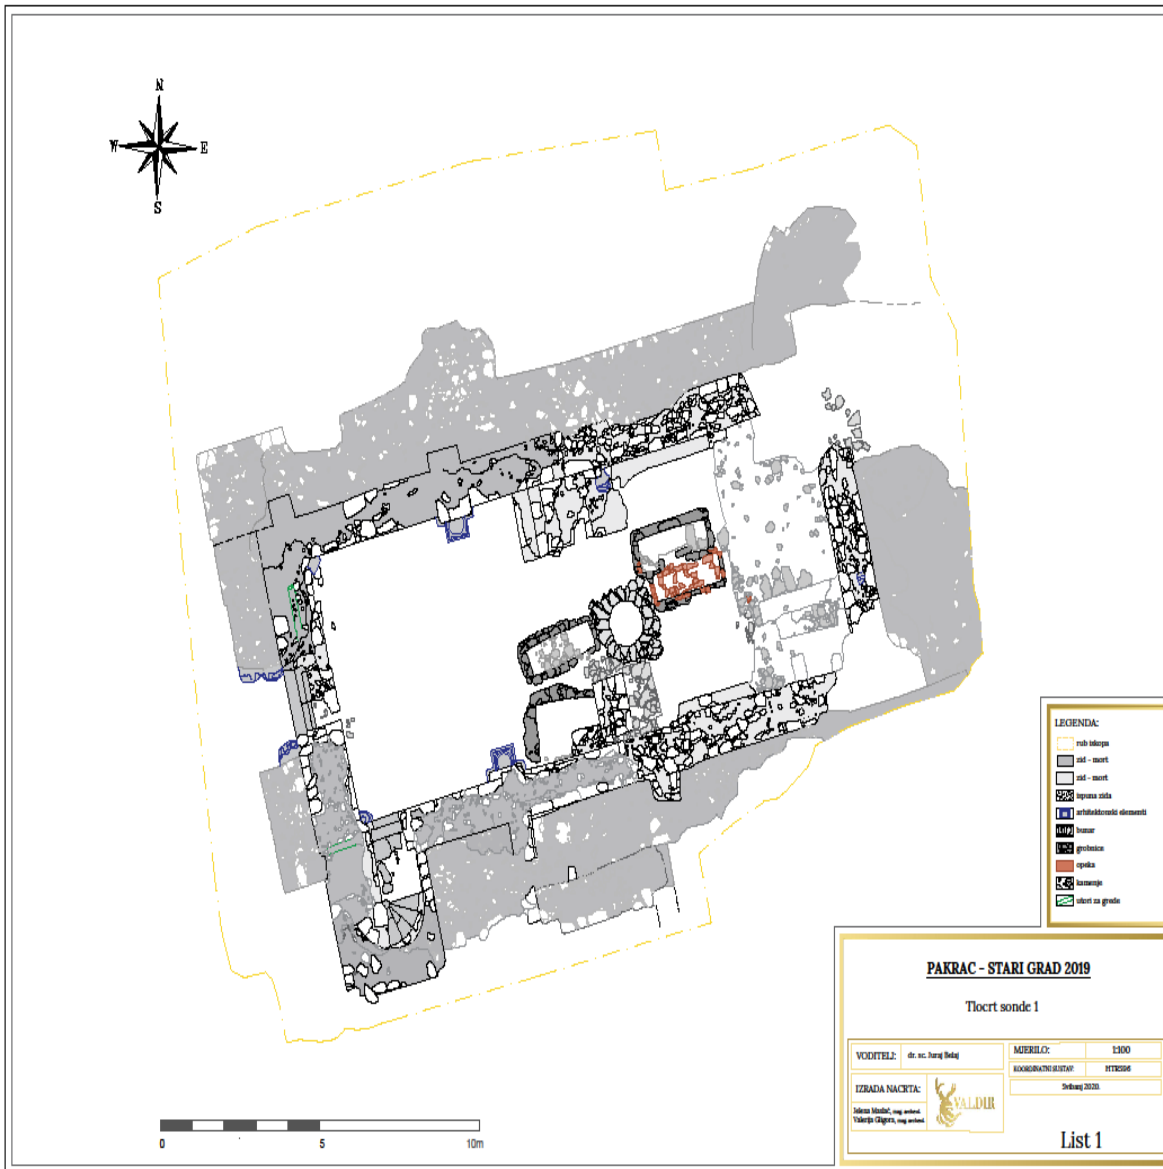 N
W E
S
LEGENDA:
rub iskopa
zid - mort
zid - mort
ispuna zida
arhitektonski elementi
bunar
grobnice
opeka
kamenje
utori za grede
PAKRAC - STARI GRAD 2019
Tlocrt sonde 1
VODITELJ: dr. sc. Juraj Belaj
MJERILO: 1:100
KOORDINATNI SUSTAV: HTRS96
IZRADA NACRTA:
Svibanj 2020.
VALDIR
Jelena mag. archeol.
Valerija Gligora, mag. archeol.
List 1
0 5 10m